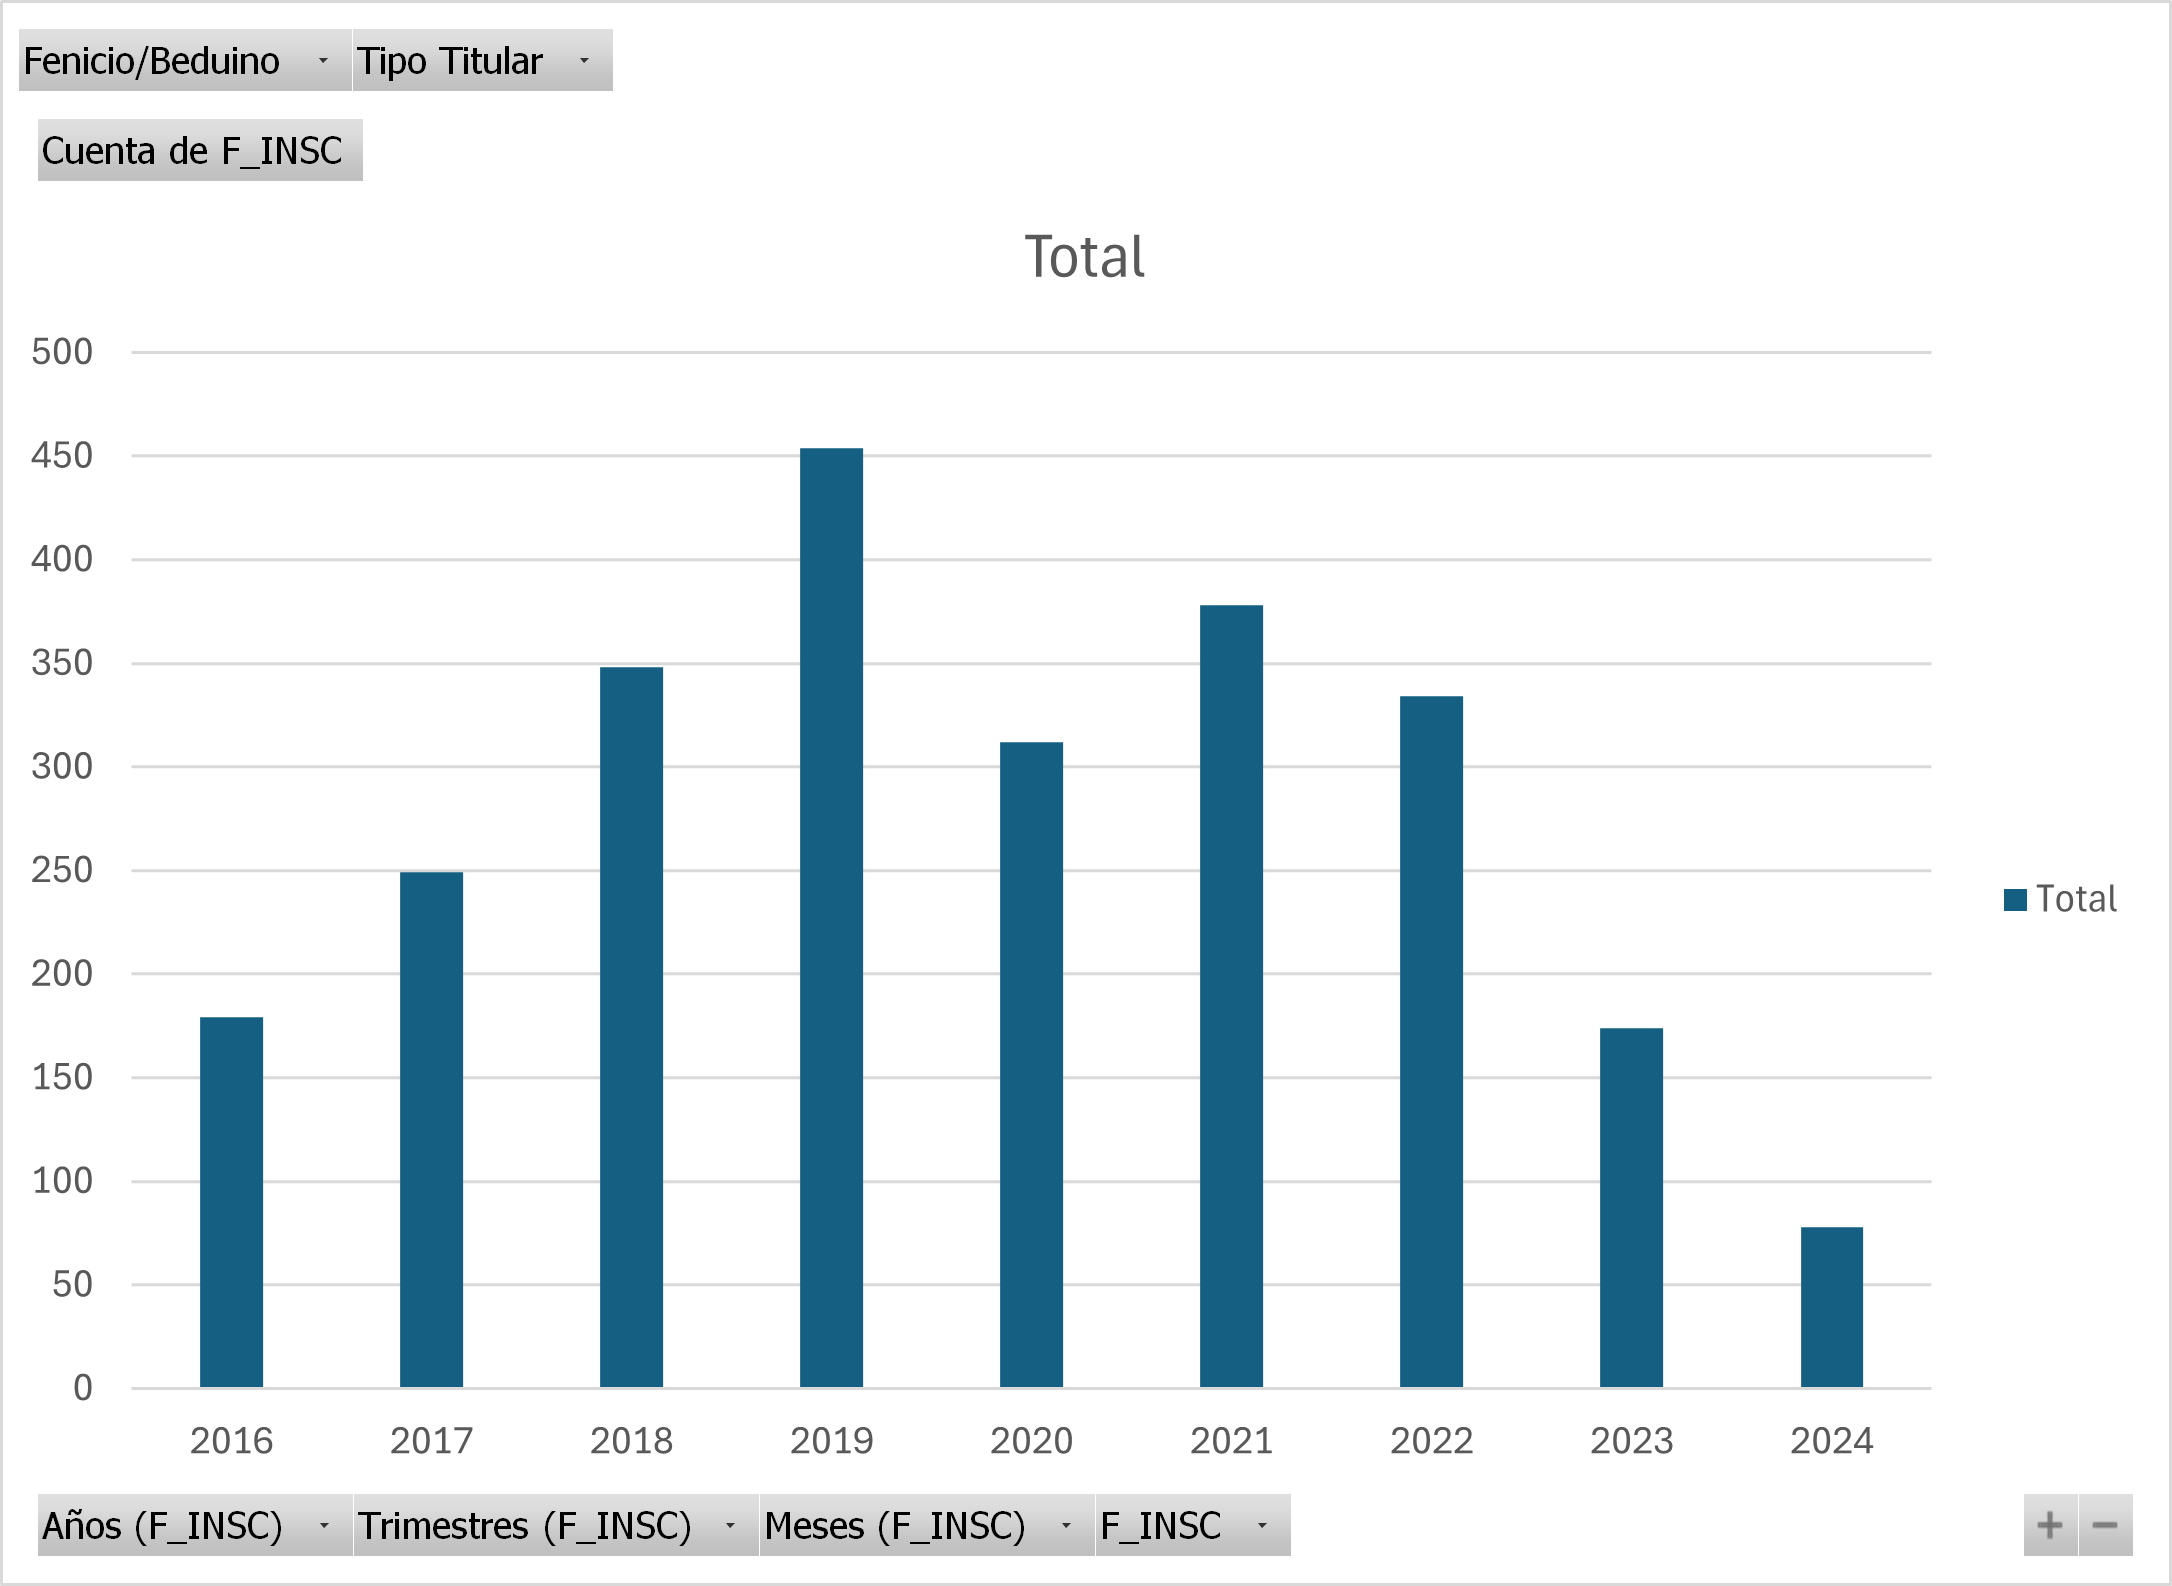 Fenicio/Beduino Tipo Titular
Cuenta de F_INSC
Total
500
450
400
350
300
250
200
150
100
50
0
Total
2016 2017 2018 2019 2020 2021 2022 2023 2024
Años (F_INSC) Trimestres (F_INSC) Meses (F_INSC) F_INSC + −